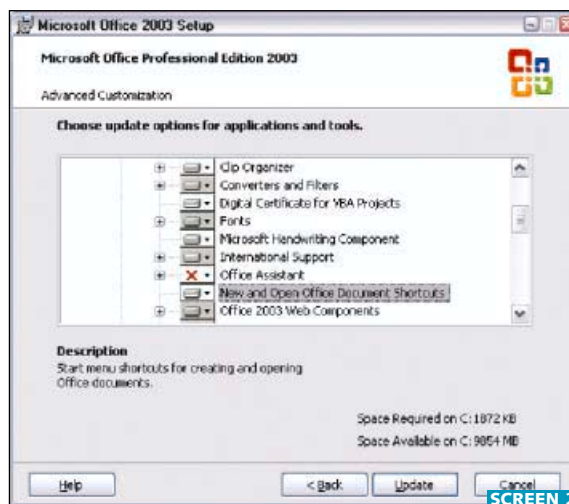 Microsoft Office 2003 Setup
Microsoft Office Professional Edition 2003
Advanced Customization
Choose update options for applications and tools.
Clip Organizer
Converters and Filters
Digital Certificate for VBA Projects
Fonts
Microsoft Handwriting Component
International Support
Office Assistant
New and Open Office Document Shortcuts
Office 2003 Web Components
Description
Start menu shortcuts for creating and opening
Office documents.
Space Required on C: 1872 KB
Space Available on C: 9854 MB
Help
< Back
Update
Cancel
SCREEN